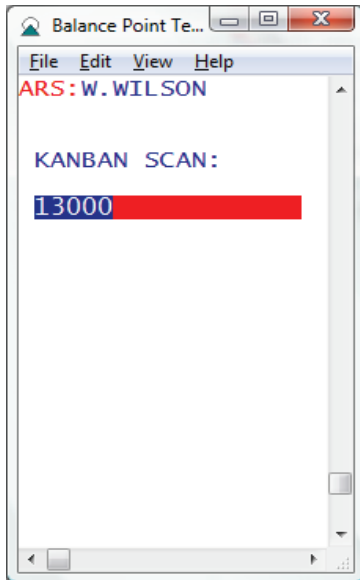 Balance Point Te...
File Edit View Help
ARS:W.WILSON
KANBAN SCAN:
13000